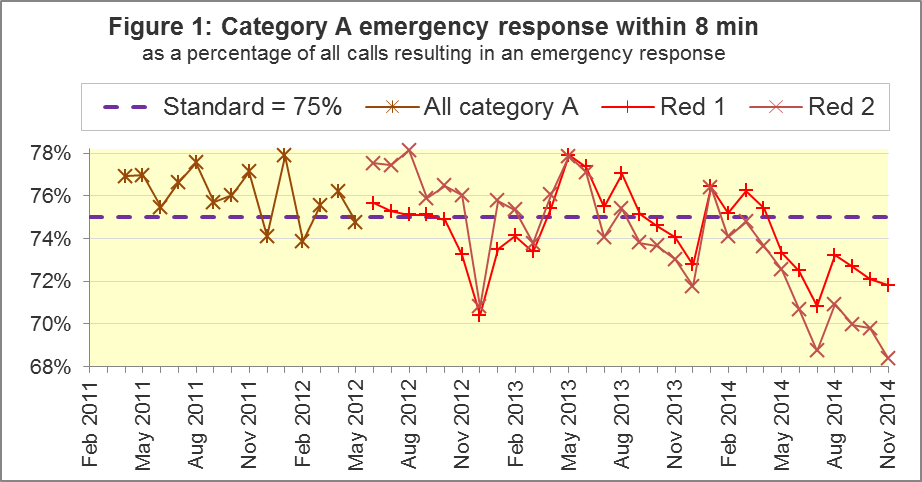 Figure 1: Category A emergency response within 8 min
as a percentage of all calls resulting in an emergency response
Standard = 75%
All category A
Red 1
Red 2
78%
76%
74%
72%
70%
68%
Feb 2011
May 2011
Aug 2011
Nov 2011
Feb 2012
May 2012
Aug 2012
Nov 2012
Feb 2013
May 2013
Aug 2013
Nov 2013
Feb 2014
May 2014
Aug 2014
Nov 2014